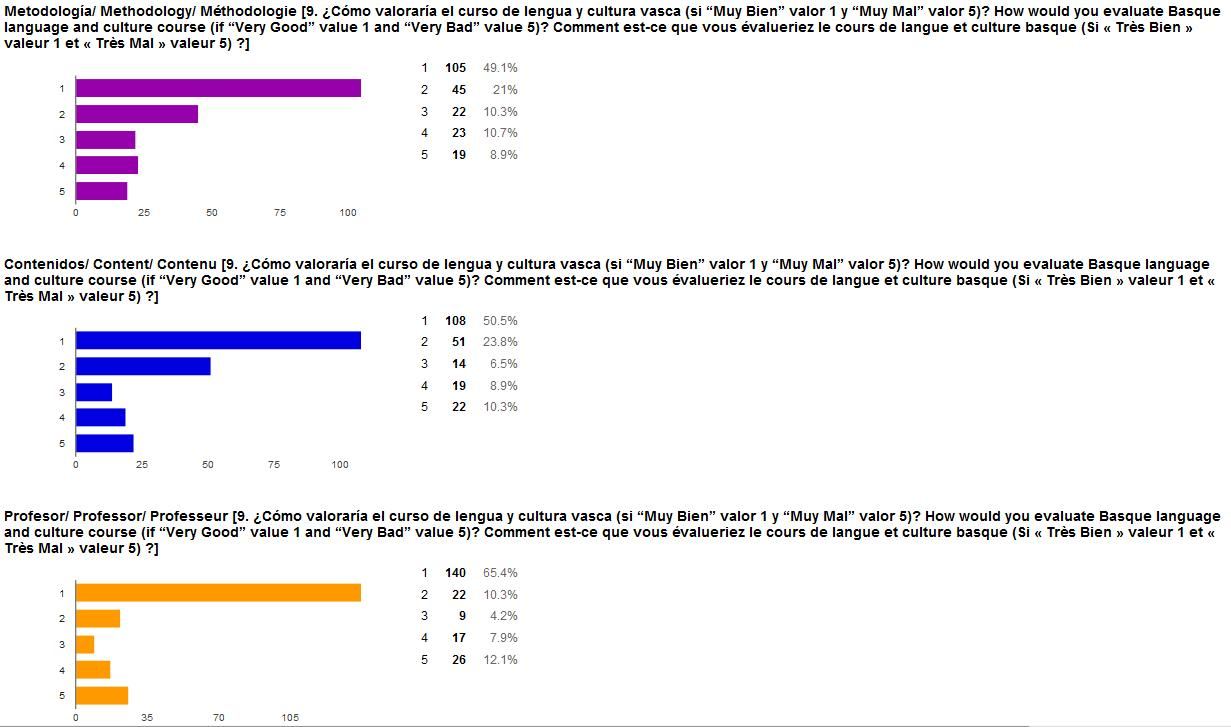 Metodología/ Methodology/ Méthodologie [9. ¿Cómo valoraría el curso de lengua y cultura vasca (si “Muy Bien” valor 1 y “Muy Mal” valor 5)? How would you evaluate Basque
language and culture course (if “Very Good” value 1 and “Very Bad” value 5)? Comment est-ce que vous évalueriez le cours de langue et culture basque (Si « Très Bien »
valeur 1 et « Très Mal » valeur 5) ?]
1 105 49.1%
2 45 21%
3 22 10.3%
4 23 10.7%
5 19 8.9%
1
2
3
4
5
0 25 50 75 100
Contenidos/ Content/ Contenu [9. ¿Cómo valoraría el curso de lengua y cultura vasca (si “Muy Bien” valor 1 y “Muy Mal” valor 5)? How would you evaluate Basque language
and culture course (if “Very Good” value 1 and “Very Bad” value 5)? Comment est-ce que vous évalueriez le cours de langue et culture basque (Si « Très Bien » valeur 1 et «
Très Mal » valeur 5) ?]
1 108 50.5%
2 51 23.8%
3 14 6.5%
4 19 8.9%
5 22 10.3%
1
2
3
4
5
0 25 50 75 100
Profesor/ Professor/ Professeur [9. ¿Cómo valoraría el curso de lengua y cultura vasca (si “Muy Bien” valor 1 y “Muy Mal” valor 5)? How would you evaluate Basque language
and culture course (if “Very Good” value 1 and “Very Bad” value 5)? Comment est-ce que vous évalueriez le cours de langue et culture basque (Si « Très Bien » valeur 1 et «
Très Mal » valeur 5) ?]
1 140 65.4%
2 22 10.3%
3 9 4.2%
4 17 7.9%
5 26 12.1%
1
2
3
4
5
0 35 70 105